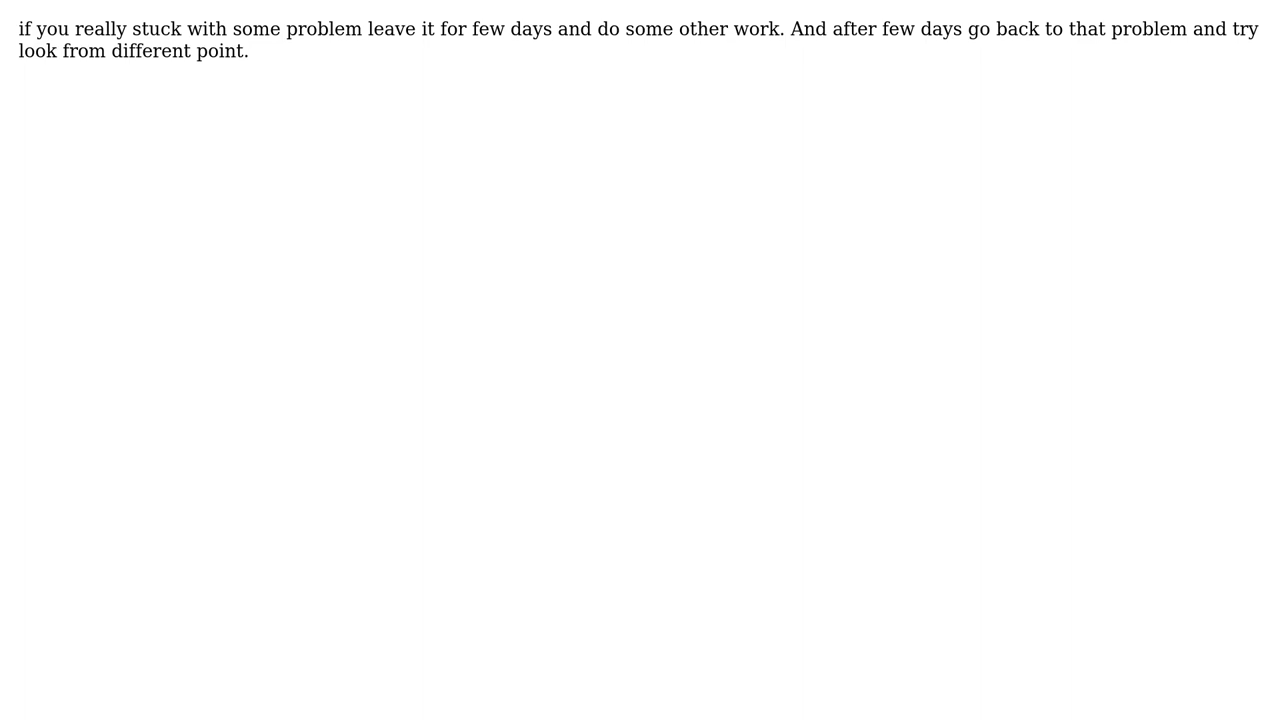 if you really stuck with some problem leave it for few days and do some other work. And after few days go back to that problem and try
look from different point.